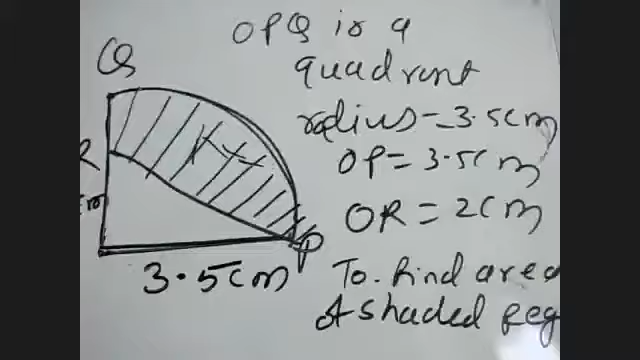 OPQ is a
Q
quadrant
radius = 3.5cm
R
OP = 3.5cm
cm
OR = 2cm
P
3.5cm
To find area
of shaded reg